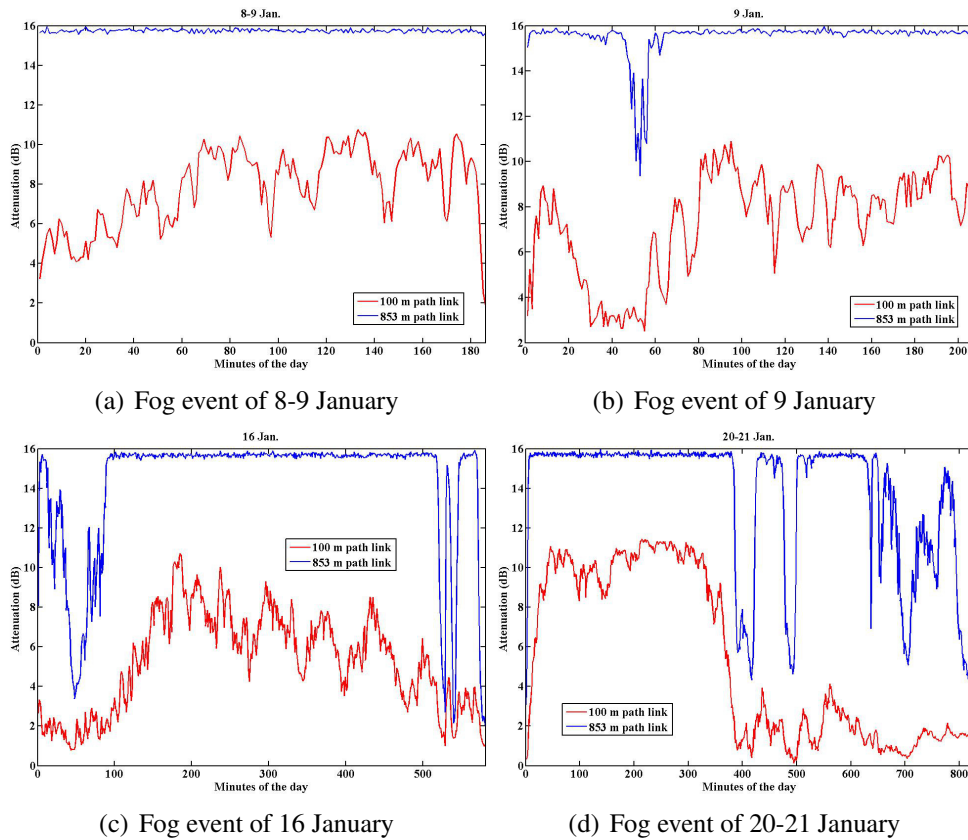 8-9 Jan.
16
14
12
10
8
6
4
2
0
Attenuation (dB)
0 20 40 60 80 100 120 140 160 180
Minutes of the day
100 m path link
853 m path link
(a) Fog event of 8-9 January
9 Jan.
16
14
12
10
8
6
4
2
Attenuation (dB)
0 20 40 60 80 100 120 140 160 180 200
Minutes of the day
100 m path link
853 m path link
(b) Fog event of 9 January
16 Jan.
16
14
12
10
8
6
4
2
0
Attenuation (dB)
0 100 200 300 400 500
Minutes of the day
100 m path link
853 m path link
(c) Fog event of 16 January
20-21 Jan.
16
14
12
10
8
6
4
2
0
Attenuation (dB)
0 100 200 300 400 500 600 700 800
Minutes of the day
100 m path link
853 m path link
(d) Fog event of 20-21 January